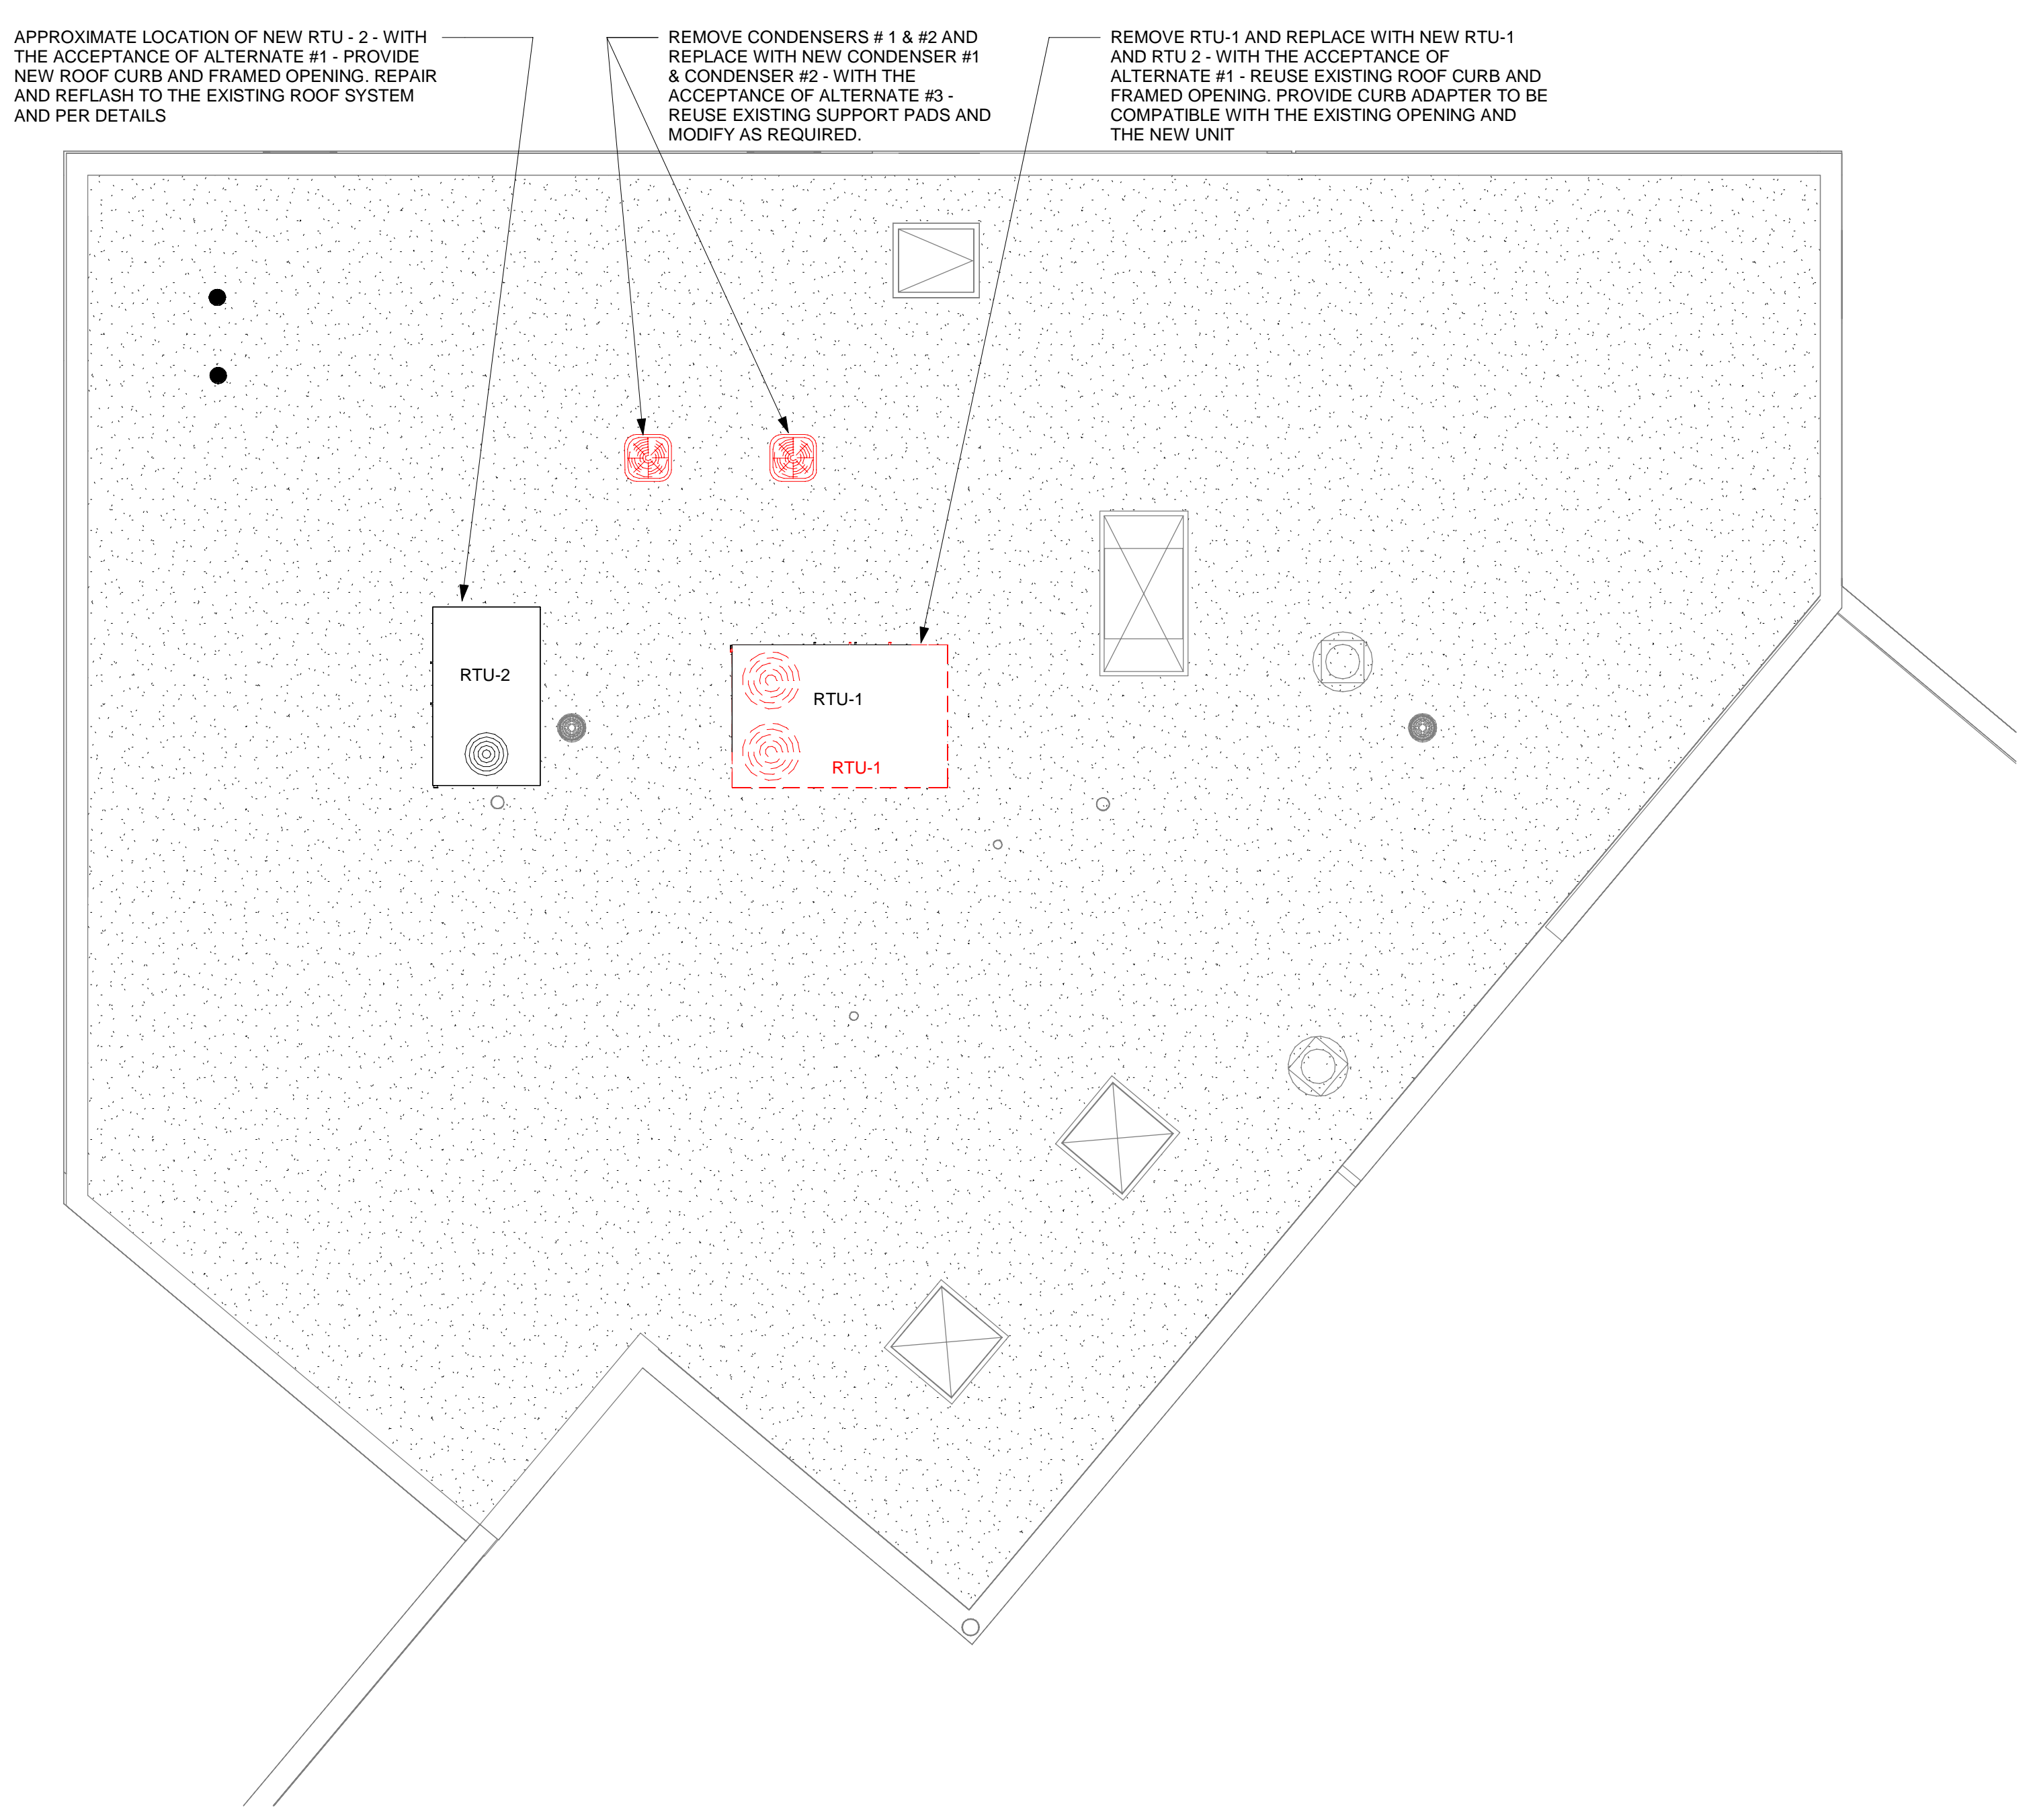 APPROXIMATE LOCATION OF NEW RTU - 2 - WITH
THE ACCEPTANCE OF ALTERNATE #1 - PROVIDE
NEW ROOF CURB AND FRAMED OPENING. REPAIR
AND REFLASH TO THE EXISTING ROOF SYSTEM
AND PER DETAILS
REMOVE CONDENSERS # 1 & #2 AND
REPLACE WITH NEW CONDENSER #1
& CONDENSER #2 - WITH THE
ACCEPTANCE OF ALTERNATE #3 -
REUSE EXISTING SUPPORT PADS AND
MODIFY AS REQUIRED.
REMOVE RTU-1 AND REPLACE WITH NEW RTU-1
AND RTU 2 - WITH THE ACCEPTANCE OF
ALTERNATE #1 - REUSE EXISTING ROOF CURB AND
FRAMED OPENING. PROVIDE CURB ADAPTER TO BE
COMPATIBLE WITH THE EXISTING OPENING AND
THE NEW UNIT
RTU-2
RTU-1
RTU-1